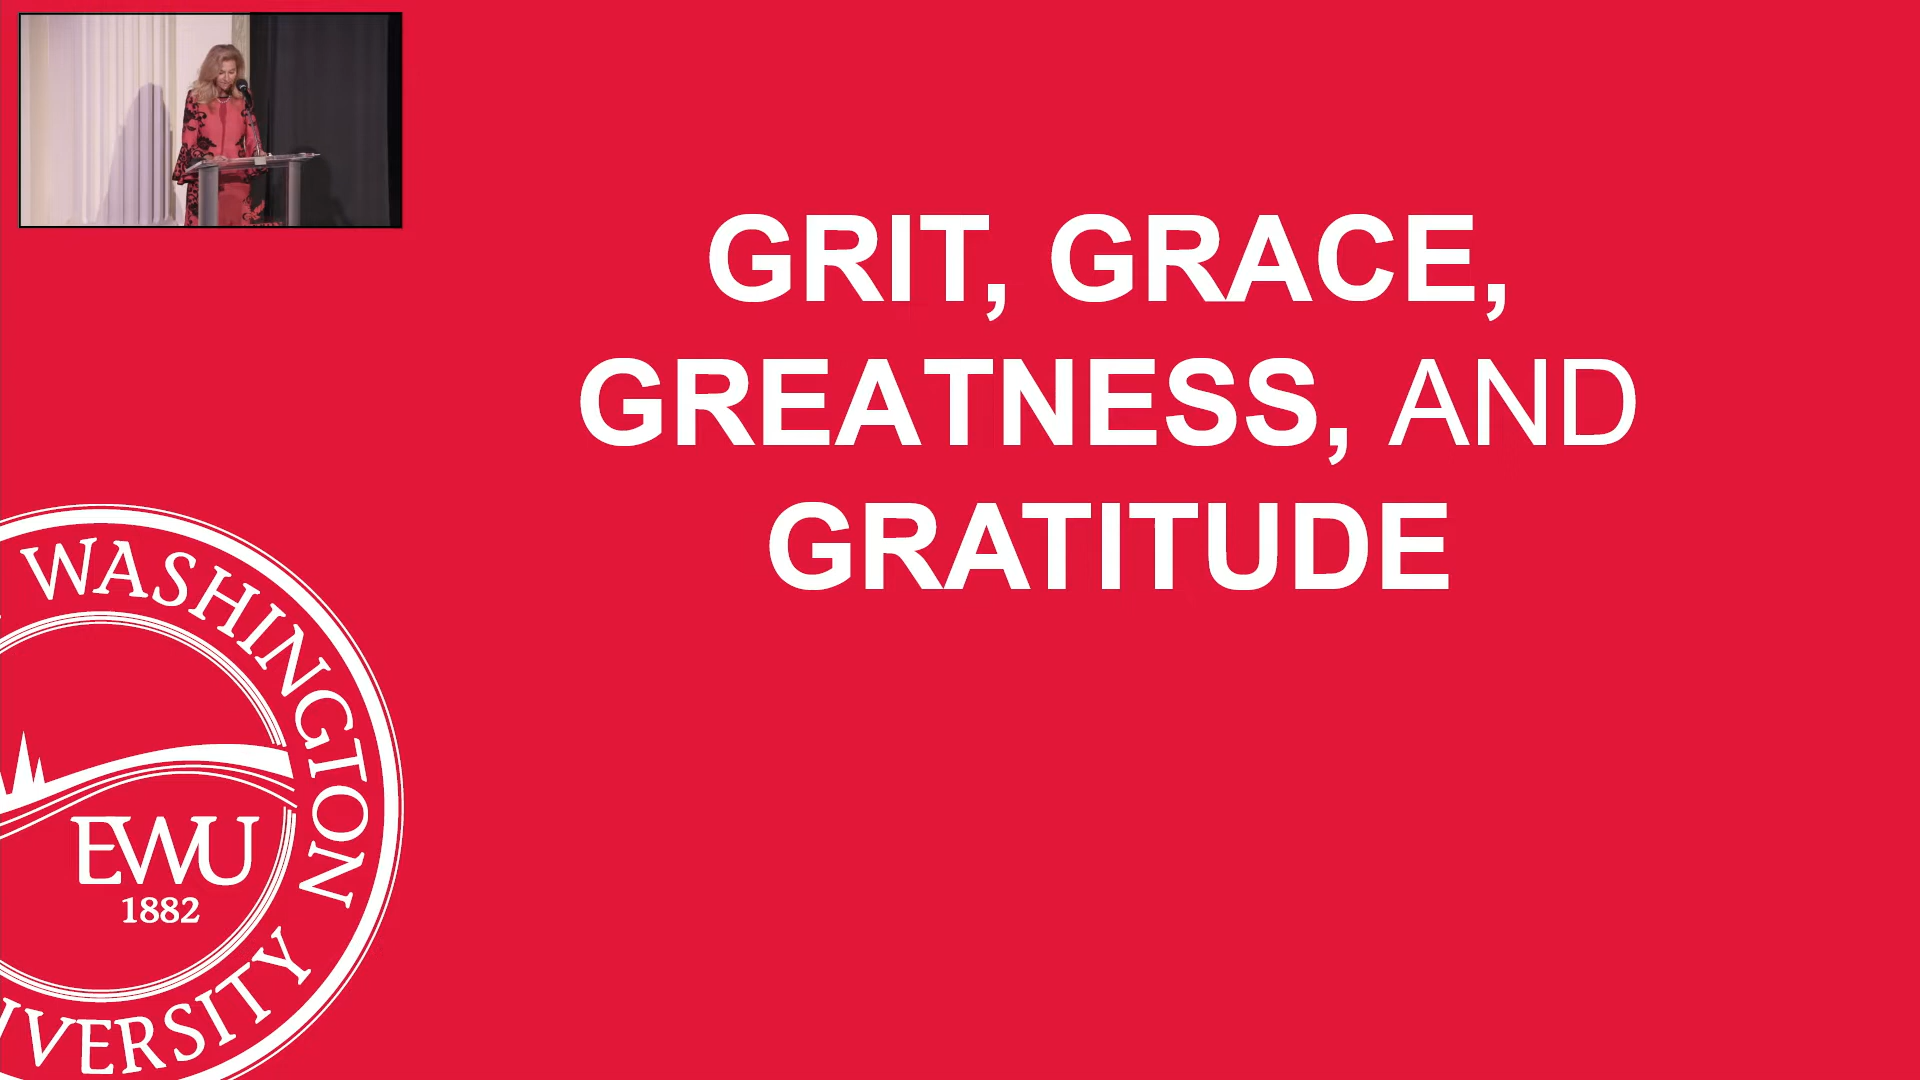 GRIT, GRACE,
GREATNESS, AND
GRATITUDE
WASHINGTON
EWU
1882
VERSITY